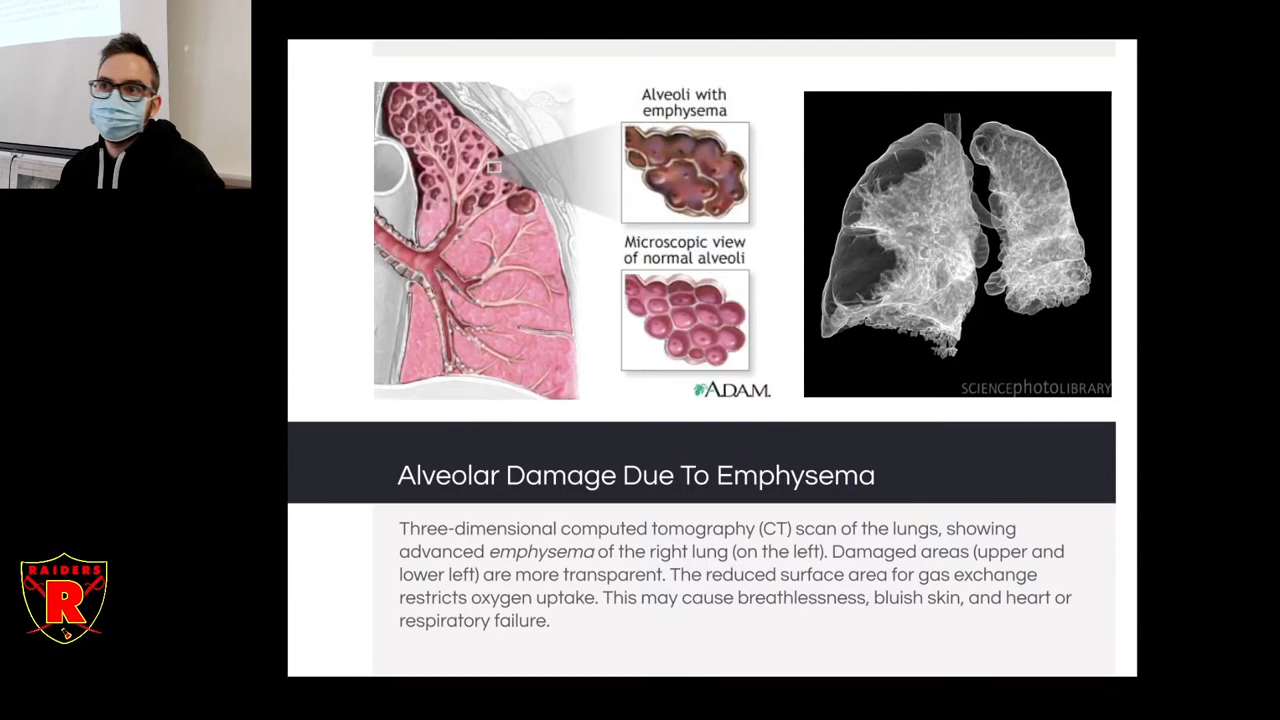 Alveoli with
emphysema
Microscopic view
of normal alveoli
ADAM.
SCIENCEphotoLIBRARY
Alveolar Damage Due To Emphysema
Three-dimensional computed tomography (CT) scan of the lungs, showing
advanced emphysema of the right lung (on the left). Damaged areas (upper and
lower left) are more transparent. The reduced surface area for gas exchange
restricts oxygen uptake. This may cause breathlessness, bluish skin, and heart or
respiratory failure.
RAIDERS
R